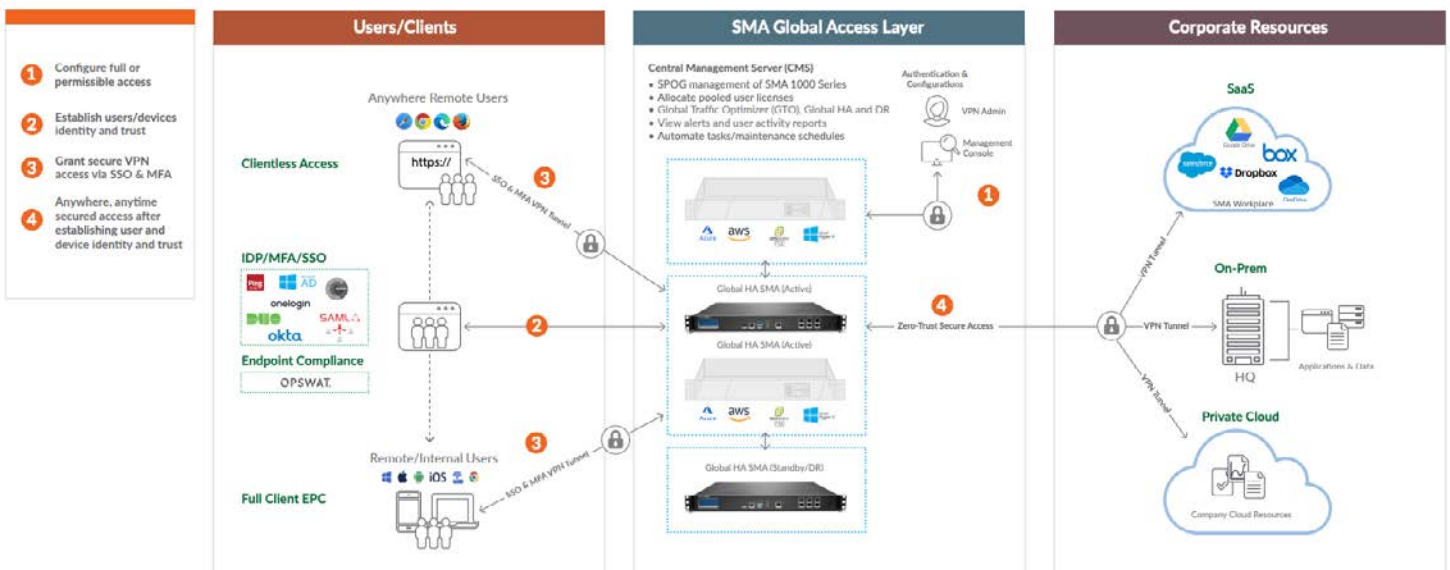 1
Configure full or
permissible access
2
Establish users/devices
identity and trust
3
Grant secure VPN
access via SSO & MFA
4
Anywhere, anytime
secured access after
establishing user and
device identity and trust
Users/Clients
Anywhere Remote Users
Clientless Access
https://
3
SSO & MFA VPN Tunnel
IDP/MFA/SSO
Ping
AD
onelogin
DUO
SAML
okta
2
Endpoint Compliance
OPSWAT.
Remote/Internal Users
iOS
3
SSO & MFA VPN Tunnel
Full Client EPC
SMA Global Access Layer
Central Management Server (CMS)
• SPOG management of SMA 1000 Series
• Allocate pooled user licenses
• Global Traffic Optimizer (GTO), Global HA and DR
• View alerts and user activity reports
• Automate tasks/maintenance schedules
Authentication &
Configurations
VPN Admin
Management
Console
1
Azure
aws
Global HA SMA (Active)
4
Zero-Trust Secure Access
Global HA SMA (Active)
Azure
aws
Global HA SMA (Standby/DR)
Corporate Resources
SaaS
Google Drive
salesforce
box
Dropbox
OneDrive
SMA Workplace
VPN Tunnel
On-Prem
VPN Tunnel
HQ
Applications & Data
VPN Tunnel
Private Cloud
Company Cloud Resources